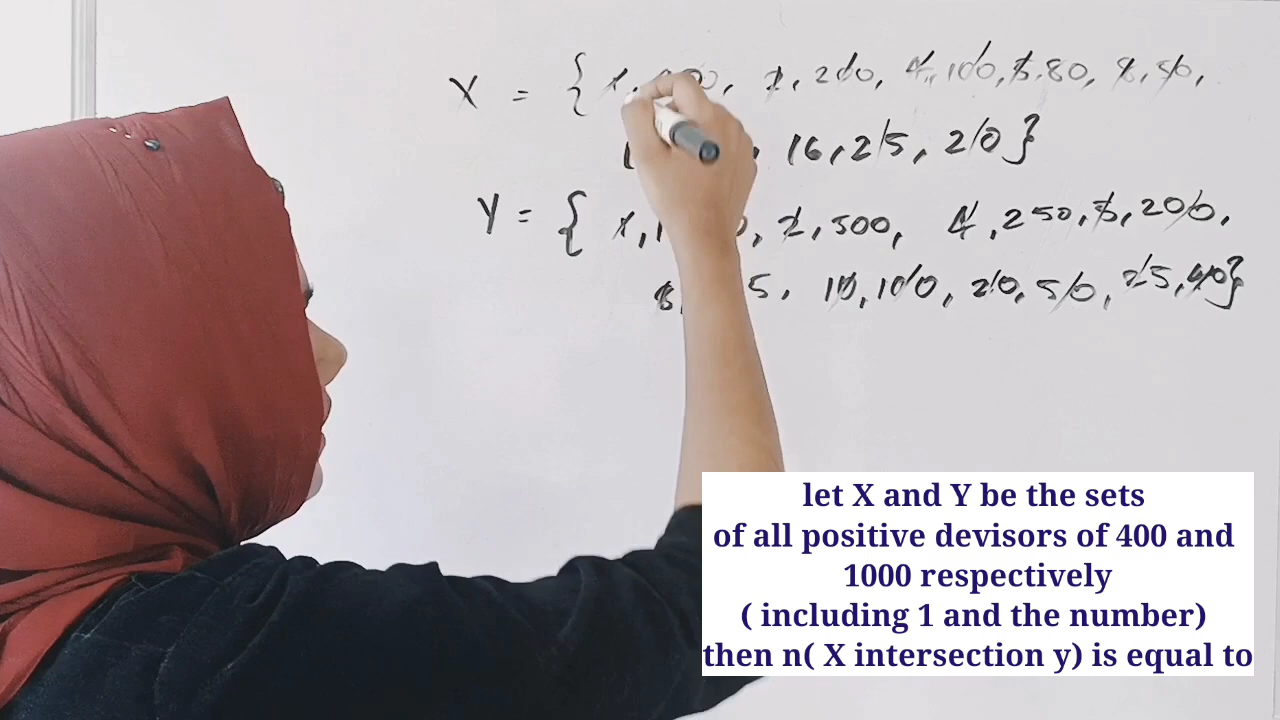 X = { 1, , 2, 200, 4, 100, 5, 80, 8, 50,
16, 25, 20}
Y = { 1, , 2, 500, 4, 250, 5, 200,
8, 10, 100, 20, 50, 25, 40}
let X and Y be the sets
of all positive devisors of 400 and
1000 respectively
( including 1 and the number)
then n( X intersection y) is equal to